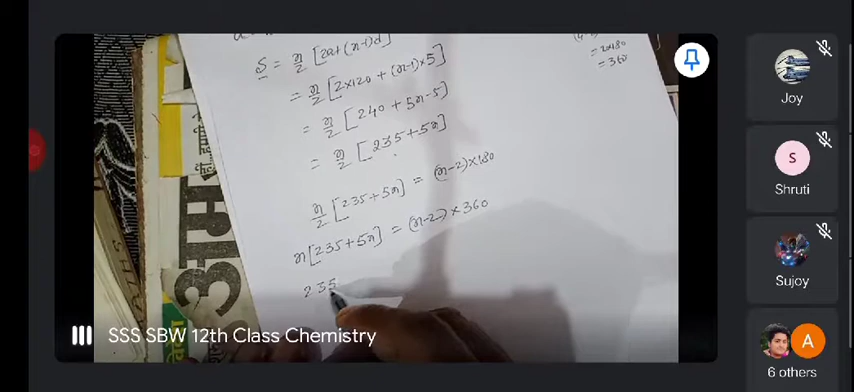 S = n/2 [2a+(n-1)d]
= n/2 [2×120 + (n-1)×5]
= n/2 [240 + 5n-5]
= n/2 [235+5n]
n/2 [235+5n] = (n-2)×180
n[235+5n] = (n-2)×360
235
=2×180
=360
SSS SBW 12th Class Chemistry
Joy
S
Shruti
Sujoy
A
6 others